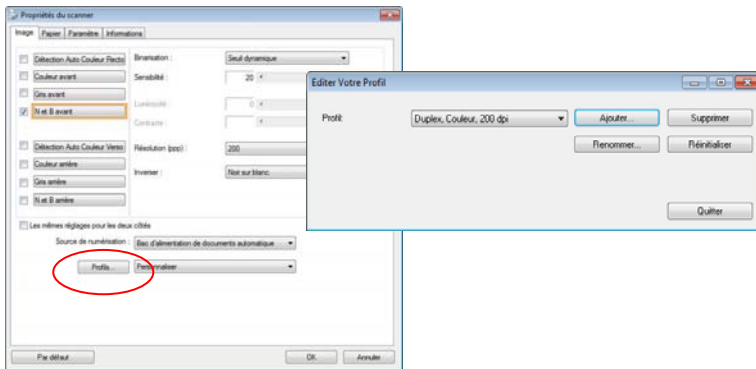 Propriétés du scanner
Image Papier Paramètre Informations
Détection Auto Couleur Recto
Binarisation :
Seuil dynamique
Couleur avant
Sensibilité :
20
Gris avant
N et B avant
Luminosité :
0
Contraste :
Détection Auto Couleur Verso
Résolution (ppp) :
200
Couleur arrière
Inverser :
Noir sur blanc
Gris arrière
N et B arrière
Les mêmes réglages pour les deux côtés
Source de numérisation :
Bac d'alimentation de documents automatique
Profils...
Personnaliser
Par défaut
OK
Annuler
Editer Votre Profil
Profil:
Duplex, Couleur, 200 dpi
Ajouter...
Supprimer
Renommer...
Réinitialiser
Quitter